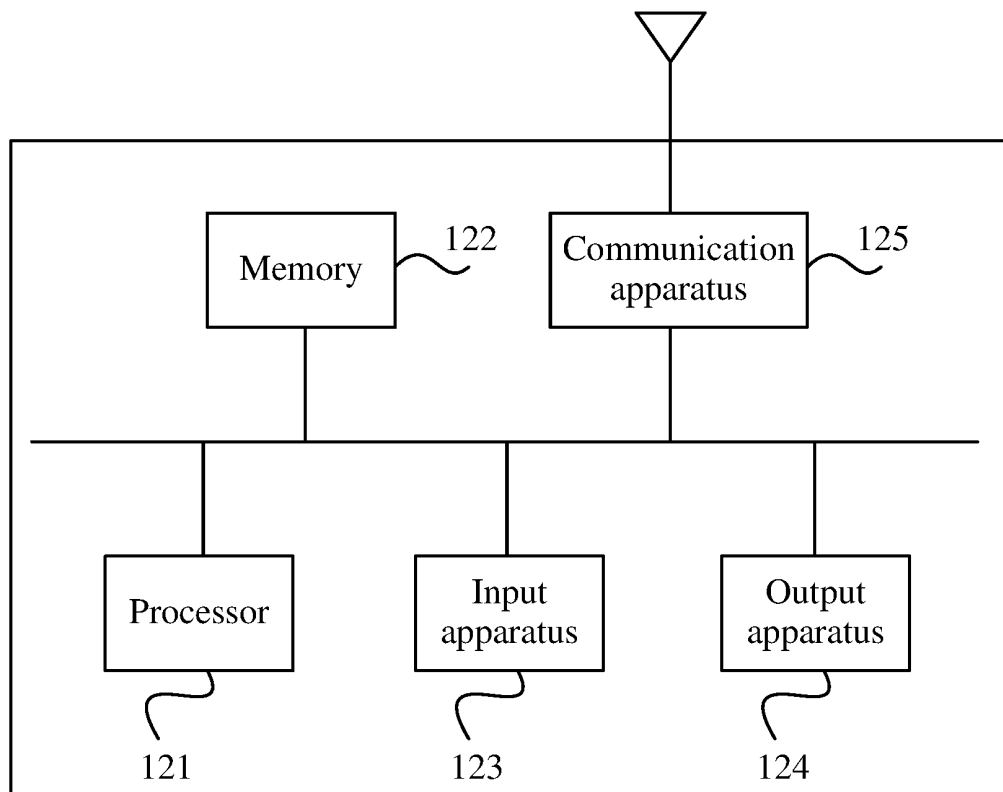 122
125
Memory
Communication
apparatus
Processor
Input
apparatus
Output
apparatus
121
123
124